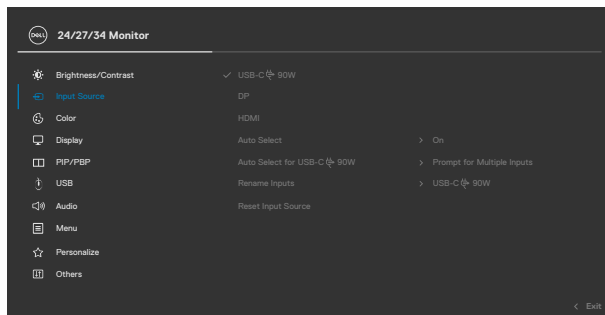 DELL 24/27/34 Monitor
Brightness/Contrast ✓ USB-C 90W
Input Source DP
Color HDMI
Display Auto Select > On
PIP/PBP Auto Select for USB-C 90W > Prompt for Multiple Inputs
USB Rename Inputs > USB-C 90W
Audio Reset Input Source
Menu
Personalize
Others
< Exit